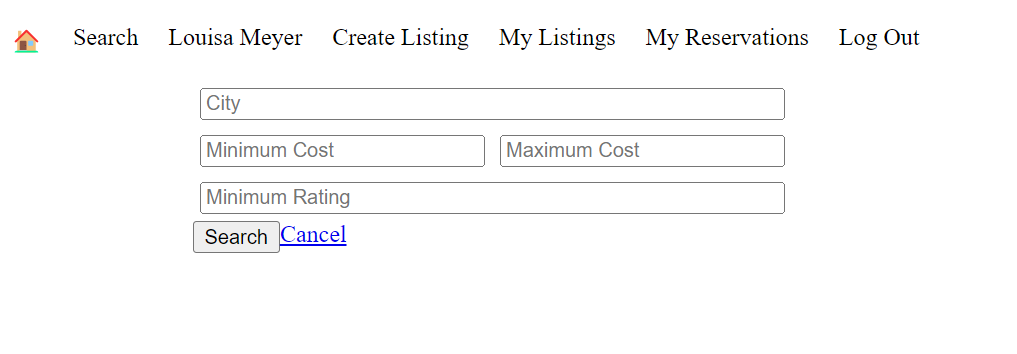 Search Louisa Meyer Create Listing My Listings My Reservations Log Out
City
Minimum Cost Maximum Cost
Minimum Rating
Search Cancel